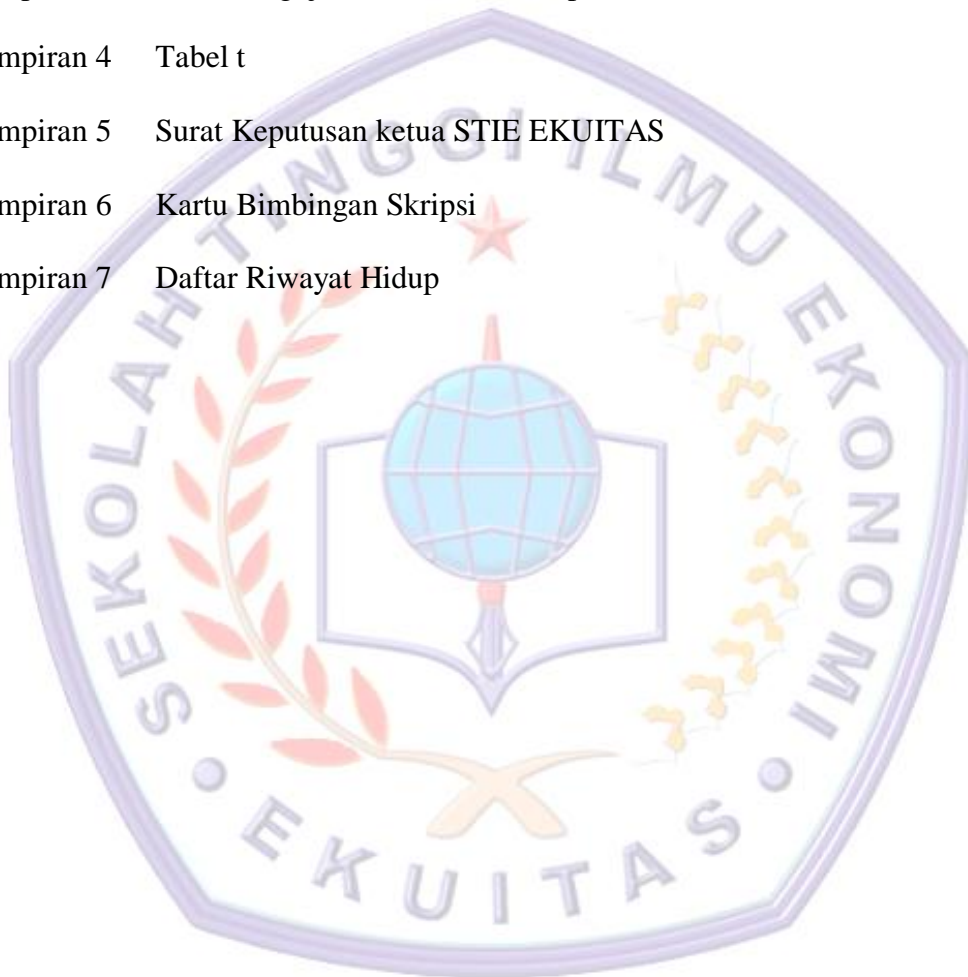 mpiran 4 Tabel t
mpiran 5 Surat Keputusan ketua STIE EKUITAS
mpiran 6 Kartu Bimbingan Skripsi
mpiran 7 Daftar Riwayat Hidup
SEKOLAH TINGGI ILMU EKONOMI
• EKUITAS •